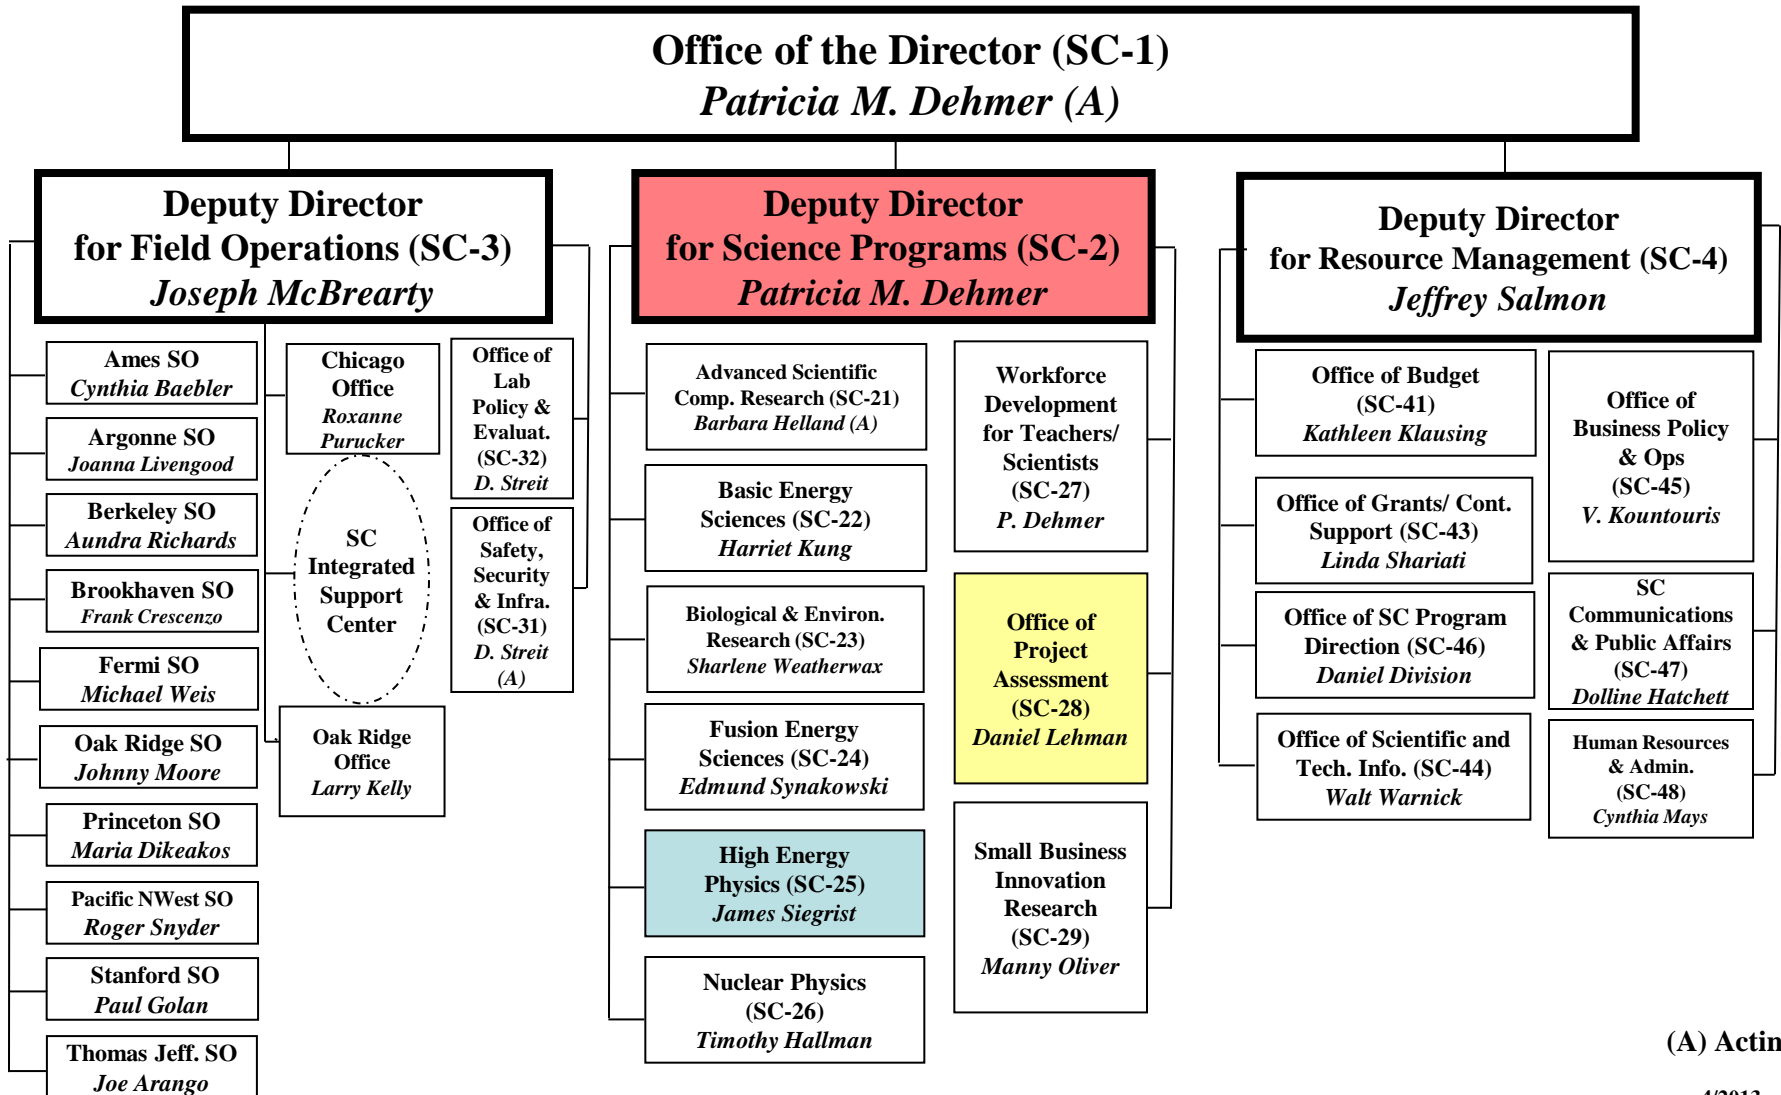 Office of the Director (SC-1)
Patricia M. Dehmer (A)
Deputy Director
for Field Operations (SC-3)
Joseph McBrearty
Deputy Director
for Science Programs (SC-2)
Patricia M. Dehmer
Deputy Director
for Resource Management (SC-4)
Jeffrey Salmon
Ames SO
Cynthia Baebler
Argonne SO
Joanna Livengood
Berkeley SO
Aundra Richards
Brookhaven SO
Frank Crescenzo
Fermi SO
Michael Weis
Oak Ridge SO
Johnny Moore
Princeton SO
Maria Dikeakos
Pacific NWest SO
Roger Snyder
Stanford SO
Paul Golan
Thomas Jeff. SO
Joe Arango
Chicago
Office
Roxanne
Purucker
SC
Integrated
Support
Center
Oak Ridge
Office
Larry Kelly
Office of
Lab
Policy &
Evaluat.
(SC-32)
D. Streit
Office of
Safety,
Security
& Infra.
(SC-31)
D. Streit
(A)
Advanced Scientific
Comp. Research (SC-21)
Barbara Helland (A)
Basic Energy
Sciences (SC-22)
Harriet Kung
Biological & Environ.
Research (SC-23)
Sharlene Weatherwax
Fusion Energy
Sciences (SC-24)
Edmund Synakowski
High Energy
Physics (SC-25)
James Siegrist
Nuclear Physics
(SC-26)
Timothy Hallman
Workforce
Development
for Teachers/
Scientists
(SC-27)
P. Dehmer
Office of
Project
Assessment
(SC-28)
Daniel Lehman
Small Business
Innovation
Research
(SC-29)
Manny Oliver
Office of Budget
(SC-41)
Kathleen Klausing
Office of Grants/ Cont.
Support (SC-43)
Linda Shariati
Office of SC Program
Direction (SC-46)
Daniel Division
Office of Scientific and
Tech. Info. (SC-44)
Walt Warnick
Office of
Business Policy
& Ops
(SC-45)
V. Kountouris
SC
Communications
& Public Affairs
(SC-47)
Dolline Hatchett
Human Resources
& Admin.
(SC-48)
Cynthia Mays
(A) Actin
4/2013